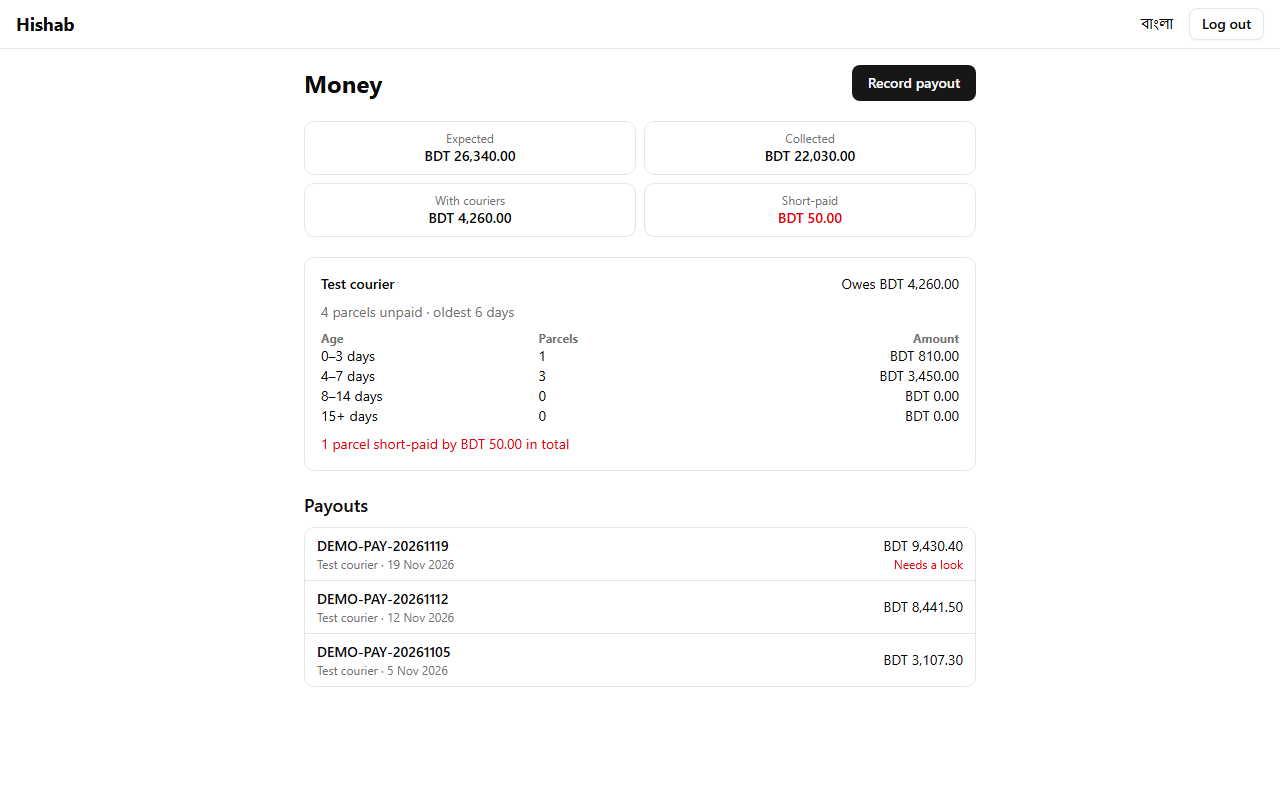 Hishab
বাংলা
Log out
Money
Record payout
Expected
BDT 26,340.00
Collected
BDT 22,030.00
With couriers
BDT 4,260.00
Short-paid
BDT 50.00
Test courier
Owes BDT 4,260.00
4 parcels unpaid · oldest 6 days
Age Parcels Amount
0–3 days 1 BDT 810.00
4–7 days 3 BDT 3,450.00
8–14 days 0 BDT 0.00
15+ days 0 BDT 0.00
1 parcel short-paid by BDT 50.00 in total
Payouts
DEMO-PAY-20261119
Test courier · 19 Nov 2026
BDT 9,430.40
Needs a look
DEMO-PAY-20261112
Test courier · 12 Nov 2026
BDT 8,441.50
DEMO-PAY-20261105
Test courier · 5 Nov 2026
BDT 3,107.30